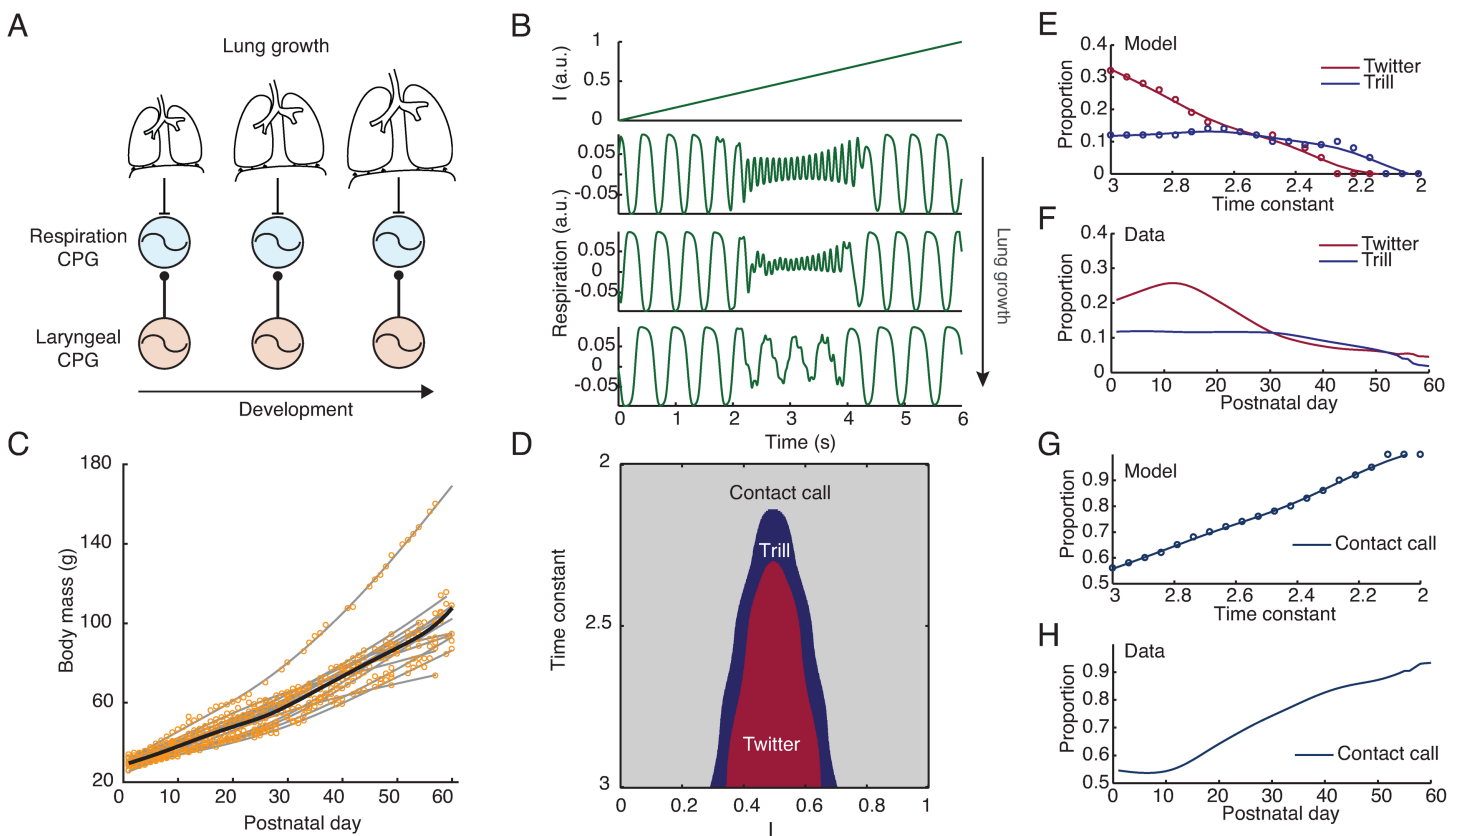 A
Lung growth
Respiration
CPG
Laryngeal
CPG
Development
B
I (a.u.)
1
0.5
0
Respiration (a.u.)
0.05
0
-0.05
0.05
0
-0.05
0.05
0
-0.05
0 1 2 3 4 5 6
Time (s)
Lung growth
C
Body mass (g)
180
140
100
60
20
0 10 20 30 40 50 60
Postnatal day
D
Time constant
2
2.5
3
Contact call
Trill
Twitter
0 0.2 0.4 0.6 0.8 1
I
E
Model
Proportion
0.4
0.3
0.2
0.1
0
Twitter
Trill
3 2.8 2.6 2.4 2.2 2
Time constant
F
Data
Proportion
0.4
0.3
0.2
0.1
0
Twitter
Trill
0 10 20 30 40 50 60
Postnatal day
G
Model
Proportion
0.9
0.8
0.7
0.6
0.5
Contact call
3 2.8 2.6 2.4 2.2 2
Time constant
H
Data
Proportion
0.9
0.8
0.7
0.6
0.5
Contact call
0 10 20 30 40 50 60
Postnatal day